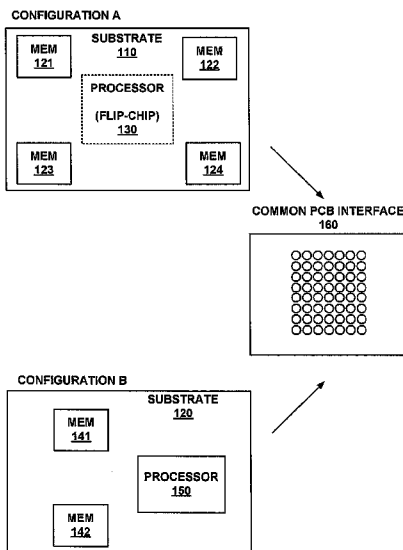 CONFIGURATION A
SUBSTRATE
110
MEM
121
MEM
122
PROCESSOR
(FLIP-CHIP)
130
MEM
123
MEM
124
COMMON PCB INTERFACE
160
CONFIGURATION B
SUBSTRATE
120
MEM
141
PROCESSOR
150
MEM
142